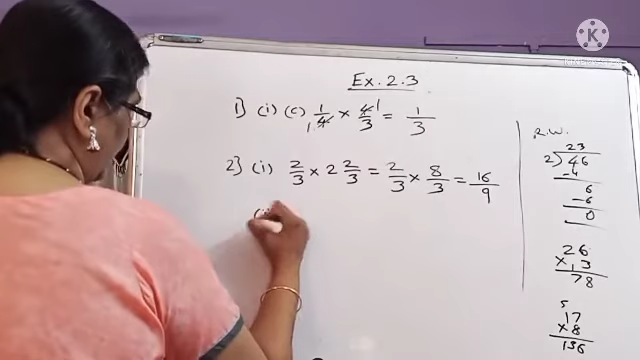 Ex. 2.3
1) (i) (c) 1/4 × 4/3 = 1/3
2) (i) 2/3 × 2 2/3 = 2/3 × 8/3 = 16/9
R.W.
23
2) 46
-4
6
-6
0
26
×13
78
5
17
×8
136
K